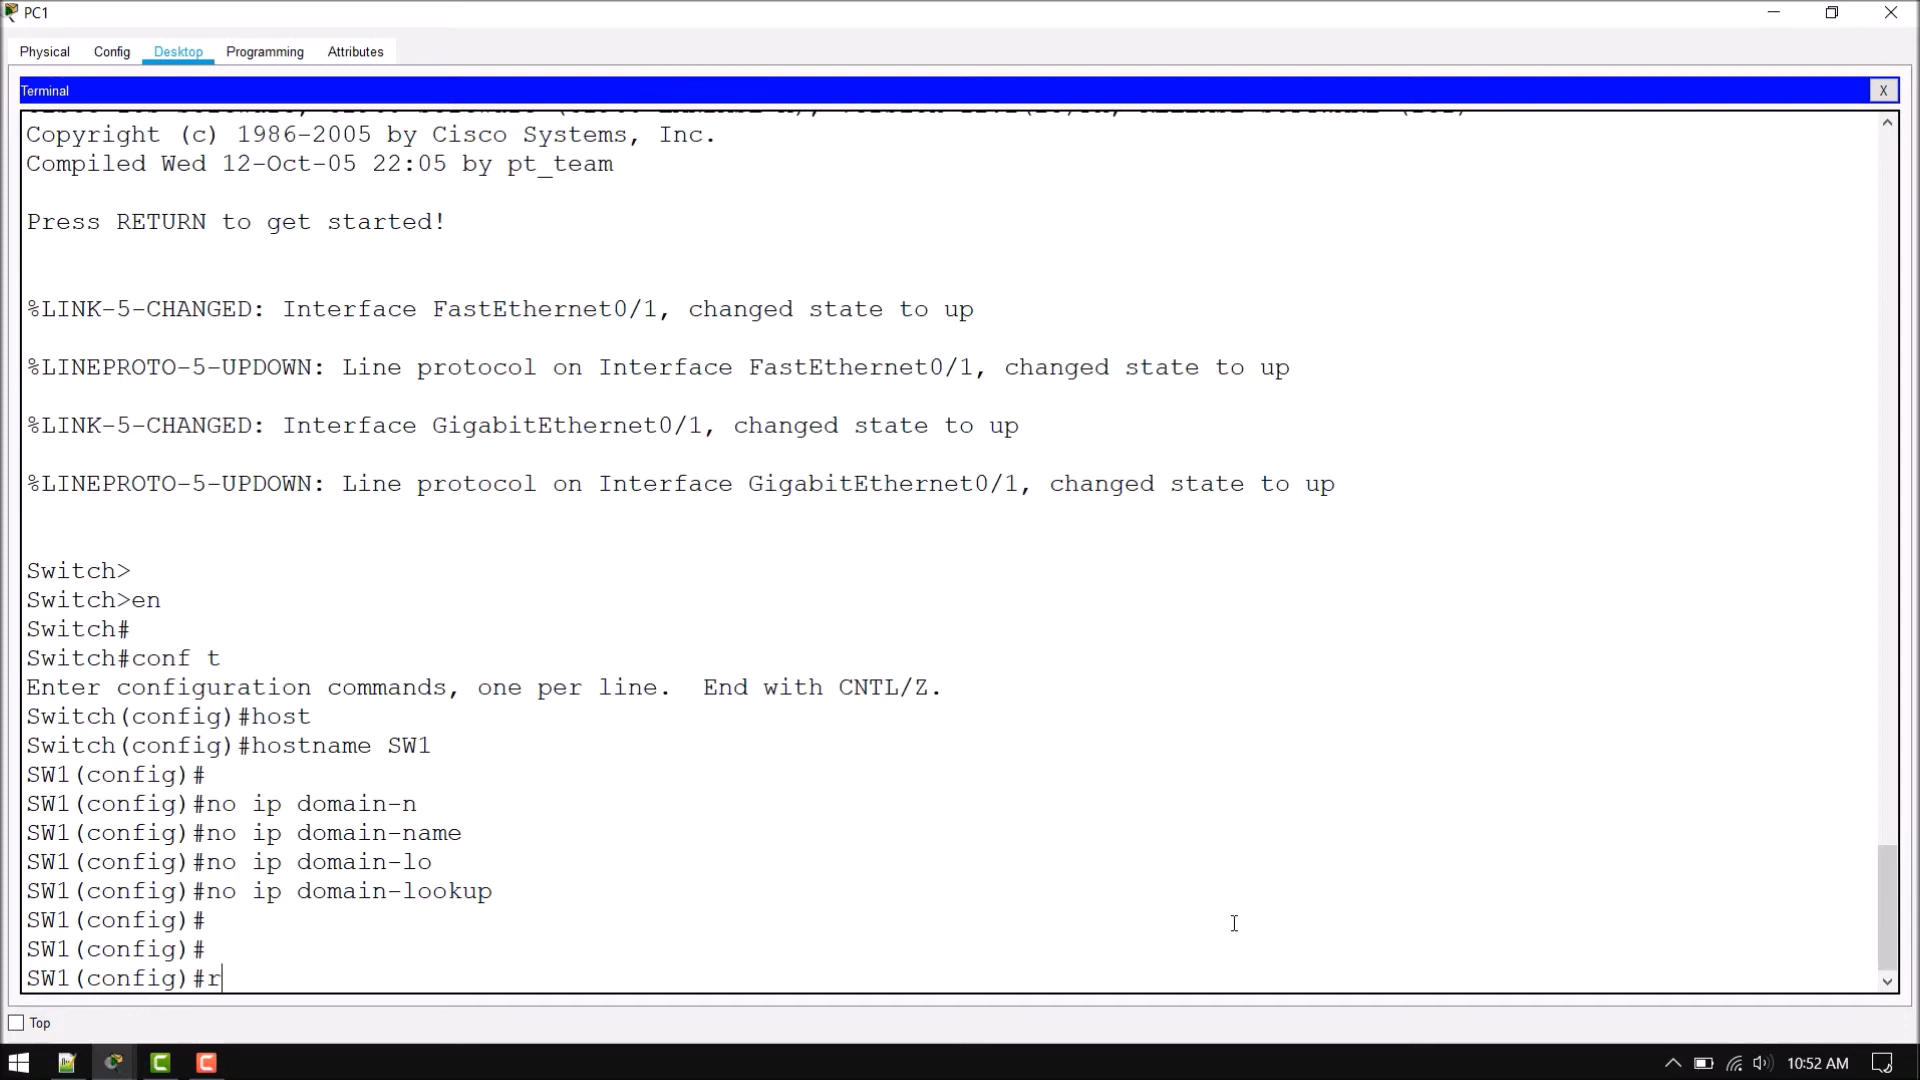 PC1
Physical Config Desktop Programming Attributes
Terminal
X
Copyright (c) 1986-2005 by Cisco Systems, Inc.
Compiled Wed 12-Oct-05 22:05 by pt_team
Press RETURN to get started!
%LINK-5-CHANGED: Interface FastEthernet0/1, changed state to up
%LINEPROTO-5-UPDOWN: Line protocol on Interface FastEthernet0/1, changed state to up
%LINK-5-CHANGED: Interface GigabitEthernet0/1, changed state to up
%LINEPROTO-5-UPDOWN: Line protocol on Interface GigabitEthernet0/1, changed state to up
Switch>
Switch>en
Switch#
Switch#conf t
Enter configuration commands, one per line.  End with CNTL/Z.
Switch(config)#host
Switch(config)#hostname SW1
SW1(config)#
SW1(config)#no ip domain-n
SW1(config)#no ip domain-name
SW1(config)#no ip domain-lo
SW1(config)#no ip domain-lookup
SW1(config)#
SW1(config)#
SW1(config)#r
Top
10:52 AM